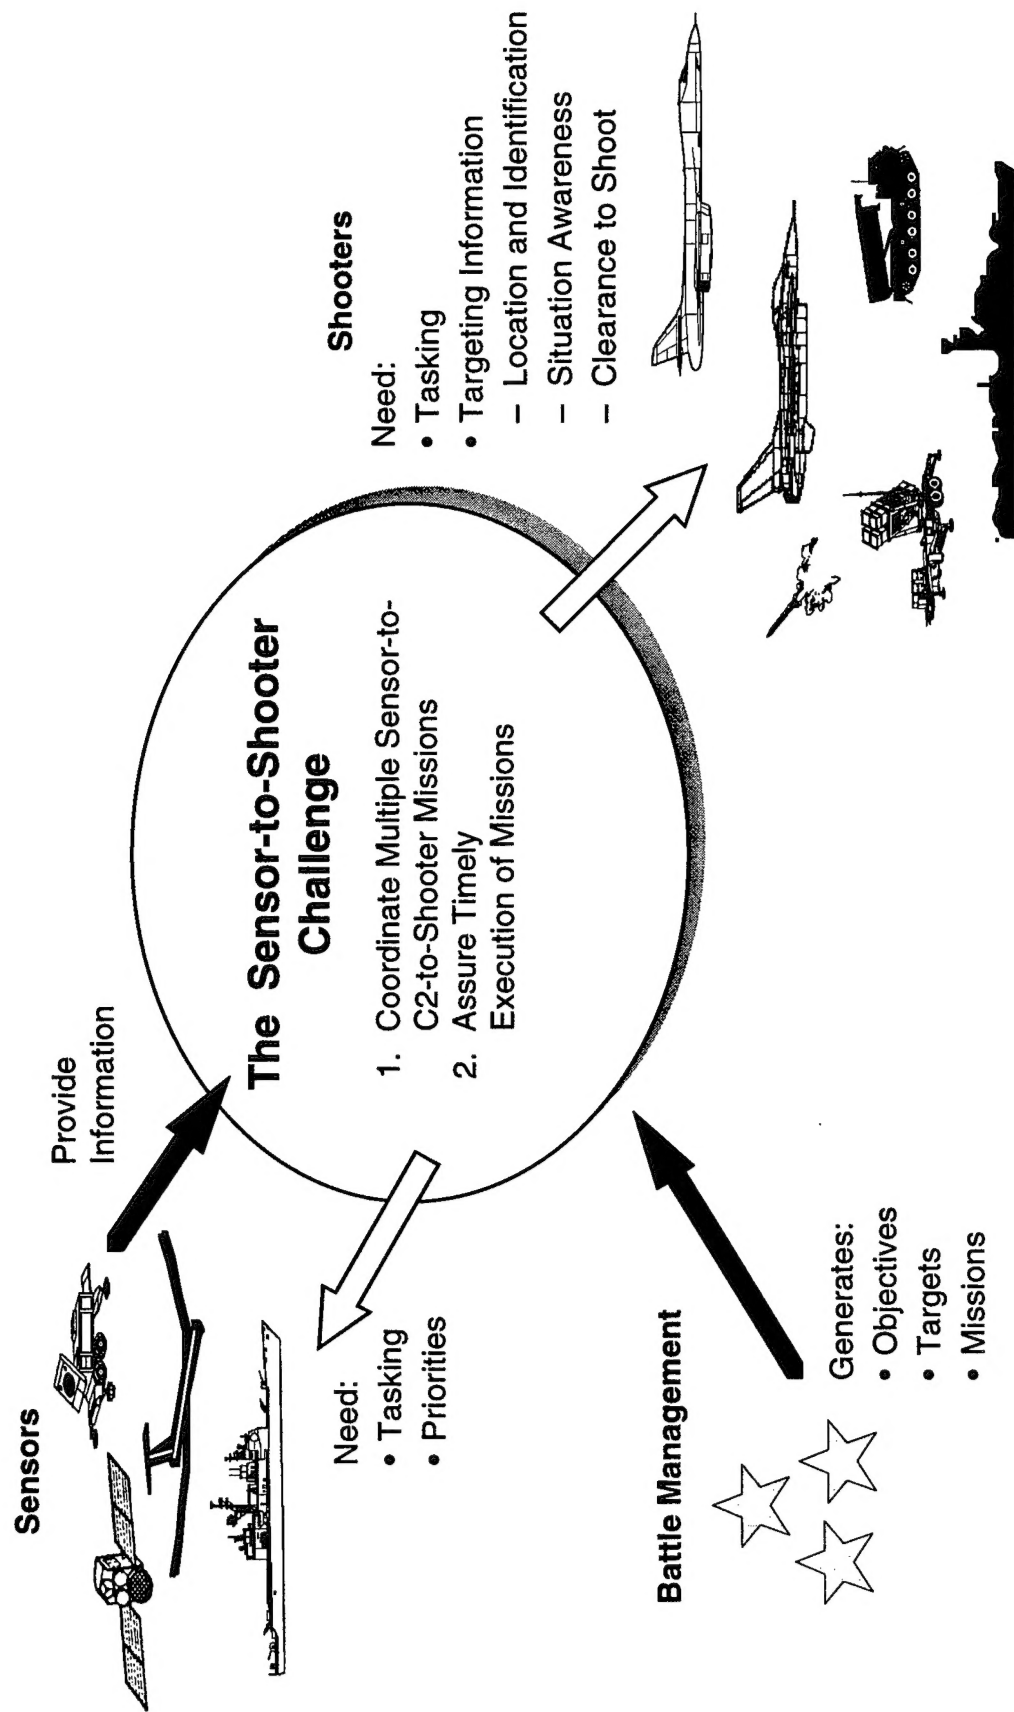 Sensors
Provide
Information
Need:
• Tasking
• Priorities
The Sensor-to-Shooter
Challenge
1. Coordinate Multiple Sensor-to-
C2-to-Shooter Missions
2. Assure Timely
Execution of Missions
Shooters
Need:
• Tasking
• Targeting Information
– Location and Identification
– Situation Awareness
– Clearance to Shoot
Battle Management
Generates:
• Objectives
• Targets
• Missions